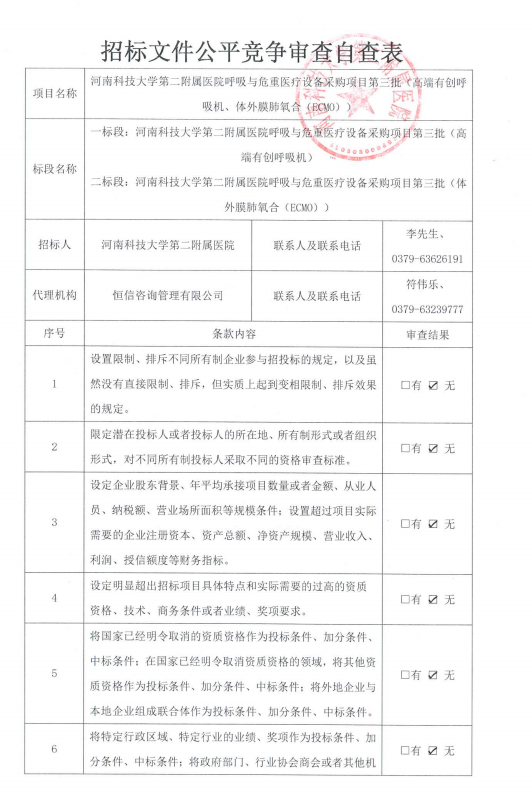 招标文件公平竞争审查自查表
项目名称
河南科技大学第二附属医院呼吸与危重医疗设备采购项目第三批（高端有创呼
吸机、体外膜肺氧合（ECMO））
标段名称
一标段：河南科技大学第二附属医院呼吸与危重医疗设备采购项目第三批（高
端有创呼吸机）
二标段：河南科技大学第二附属医院呼吸与危重医疗设备采购项目第三批（体
外膜肺氧合（ECMO））
招标人
河南科技大学第二附属医院
联系人及联系电话
李先生、
0379-63626191
代理机构
恒信咨询管理有限公司
联系人及联系电话
符伟乐、
0379-63239777
序号
条款内容
审查结果
1
设置限制、排斥不同所有制企业参与招投标的规定，以及虽
然没有直接限制、排斥，但实质上起到变相限制、排斥效果
的规定。
□有 ☑ 无
2
限定潜在投标人或者投标人的所在地、所有制形式或者组织
形式，对不同所有制投标人采取不同的资格审查标准。
□有 ☑ 无
3
设定企业股东背景、年平均承接项目数量或者金额、从业人
员、纳税额、营业场所面积等规模条件；设置超过项目实际
需要的企业注册资本、资产总额、净资产规模、营业收入、
利润、授信额度等财务指标。
□有 ☑ 无
4
设定明显超出招标项目具体特点和实际需要的过高的资质
资格、技术、商务条件或者业绩、奖项要求。
□有 ☑ 无
5
将国家已经明令取消的资质资格作为投标条件、加分条件、
中标条件；在国家已经明令取消资质资格的领域，将其他资
质资格作为投标条件、加分条件、中标条件；将外地企业与
本地企业组成联合体作为投标条件、加分条件、中标条件。
□有 ☑ 无
6
将特定行政区域、特定行业的业绩、奖项作为投标条件、加
分条件、中标条件；将政府部门、行业协会商会或者其他机
□有 ☑ 无